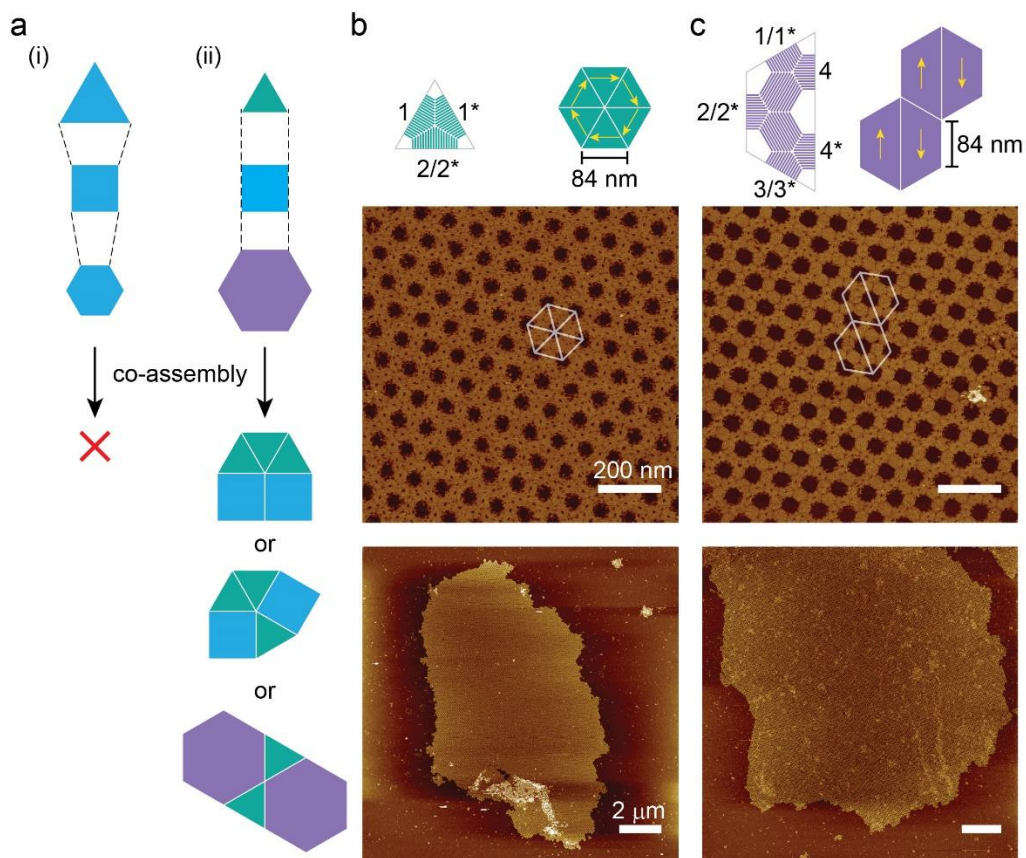 a
(i)
(ii)
co-assembly
or
or
b
1
1*
2/2*
84 nm
200 nm
2 μm
c
1/1*
4
2/2*
4*
3/3*
84 nm